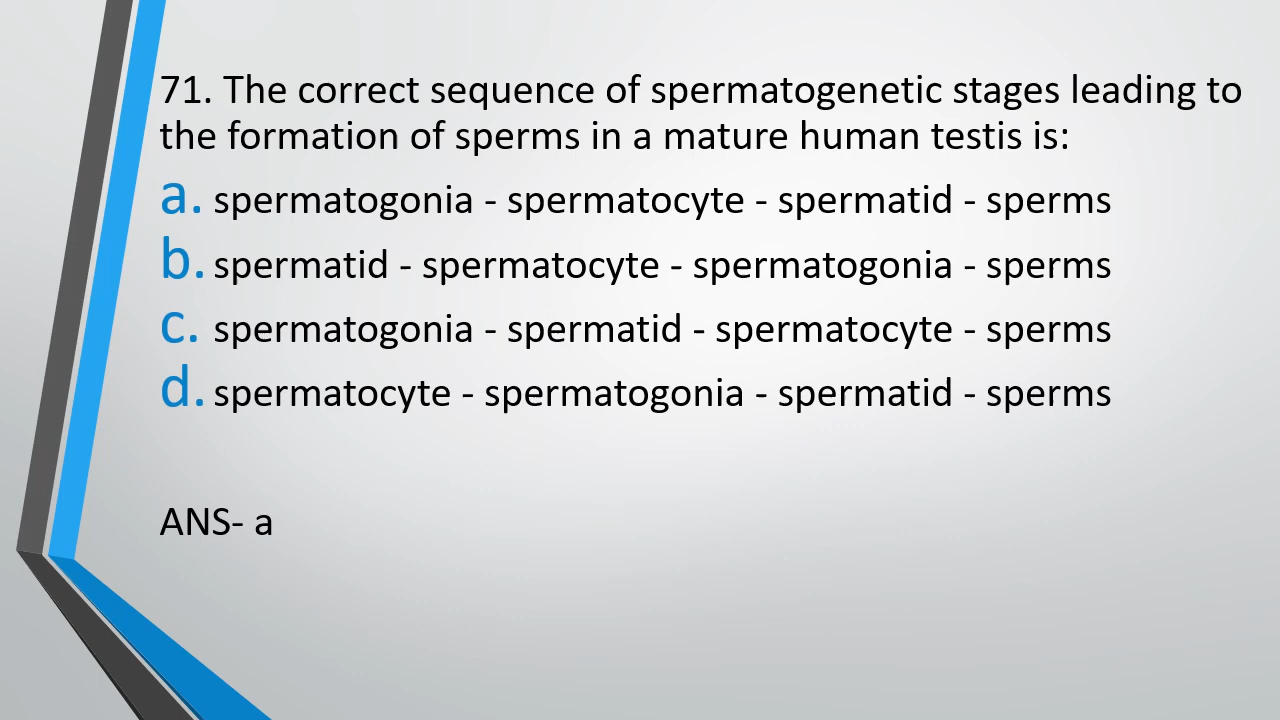 71. The correct sequence of spermatogenetic stages leading to
the formation of sperms in a mature human testis is:
a. spermatogonia - spermatocyte - spermatid - sperms
b. spermatid - spermatocyte - spermatogonia - sperms
c. spermatogonia - spermatid - spermatocyte - sperms
d. spermatocyte - spermatogonia - spermatid - sperms
ANS- a